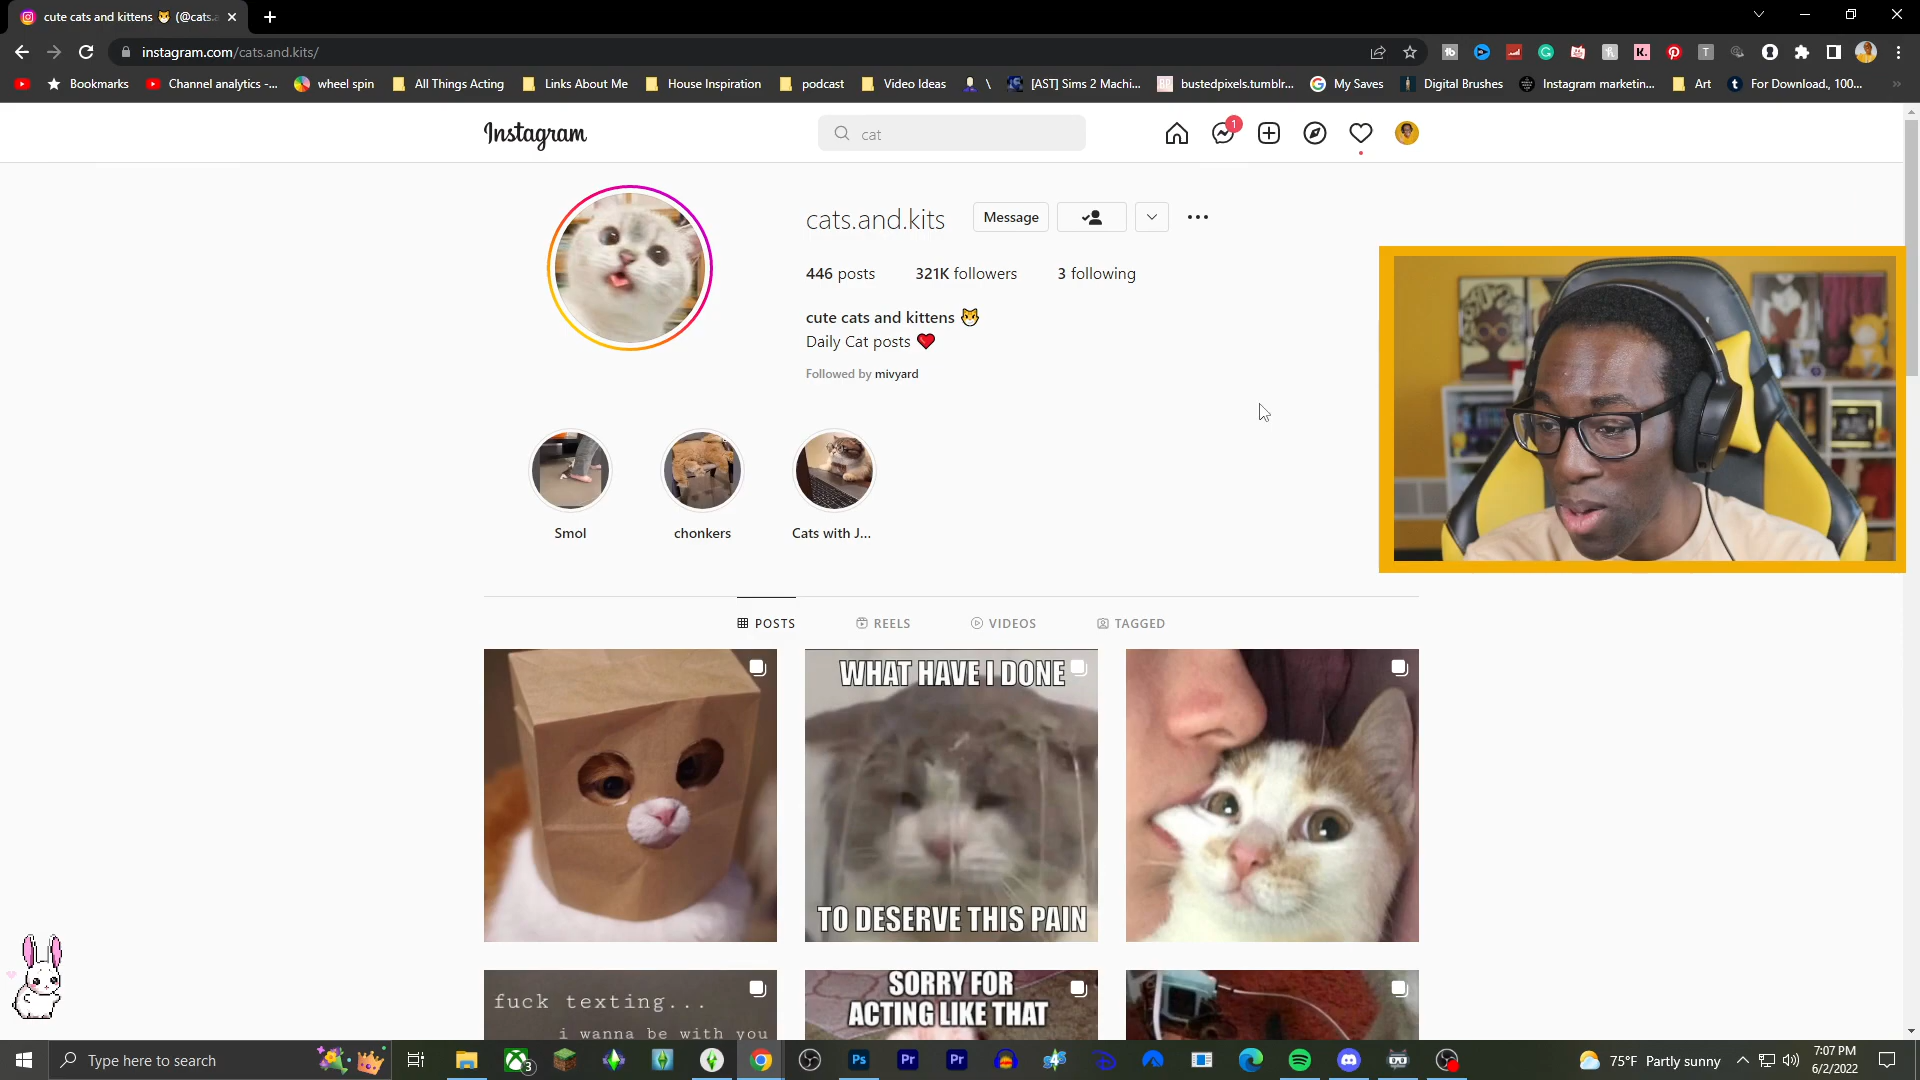 cute cats and kittens 🐱 (@cats.a
instagram.com/cats.and.kits/
Bookmarks
Channel analytics -...
wheel spin
All Things Acting
Links About Me
House Inspiration
podcast
Video Ideas
\
[AST] Sims 2 Machi...
bustedpixels.tumblr...
My Saves
Digital Brushes
Instagram marketin...
Art
For Download., 100...
Instagram
cat
1
cats.and.kits
Message
446 posts
321K followers
3 following
cute cats and kittens 🐱
Daily Cat posts ❤️
Followed by mivyard
Smol
chonkers
Cats with J...
POSTS
REELS
VIDEOS
TAGGED
WHAT HAVE I DONE
TO DESERVE THIS PAIN
fuck texting...
i wanna be with you
SORRY FOR
ACTING LIKE THAT
Type here to search
3
Ps
Pr
Pr
75°F Partly sunny
7:07 PM
6/2/2022